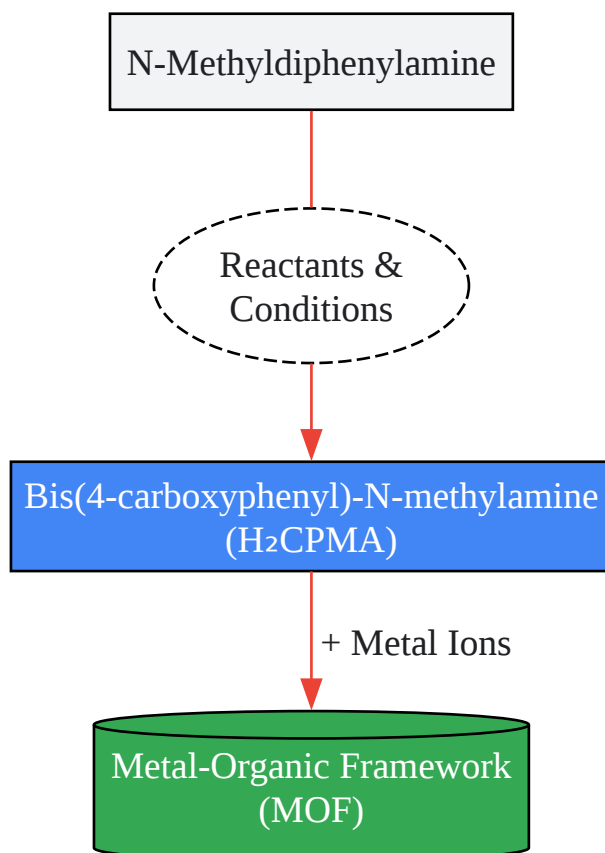 N-Methyldiphenylamine
Reactants &
Conditions
Bis(4-carboxyphenyl)-N-methylamine
(H₂CPMA)
+ Metal Ions
Metal-Organic Framework
(MOF)